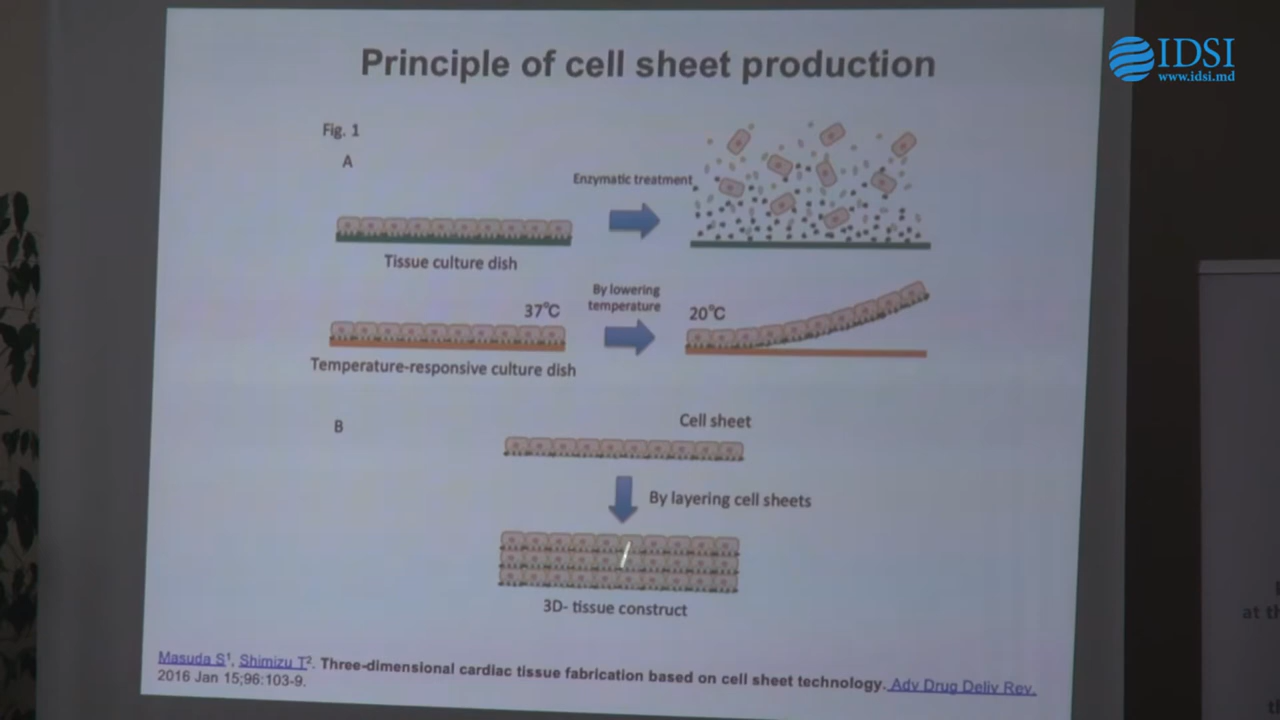 Principle of cell sheet production
IDSI
www.idsi.md
Fig. 1
A
Enzymatic treatment
Tissue culture dish
37°C
By lowering
temperature
20°C
Temperature-responsive culture dish
B
Cell sheet
By layering cell sheets
3D- tissue construct
Masuda S¹, Shimizu T². Three-dimensional cardiac tissue fabrication based on cell sheet technology. Adv Drug Deliv Rev.
2016 Jan 15;96:103-9.
at